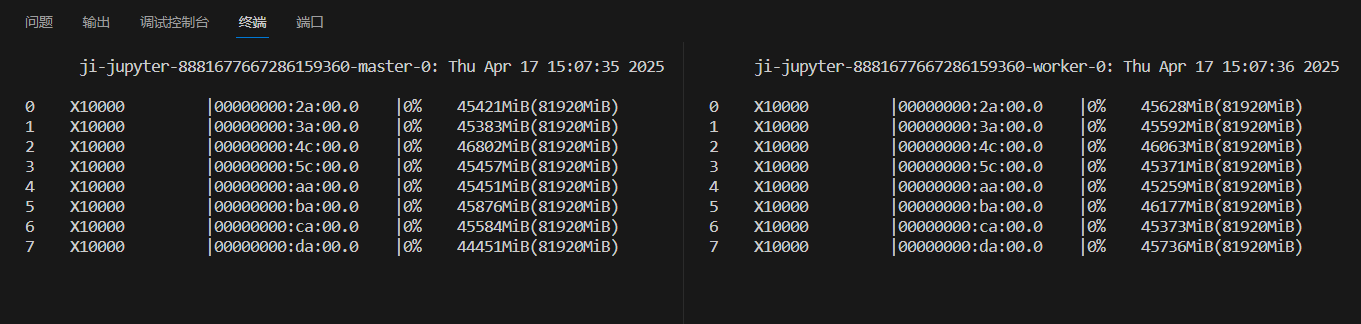 问题 输出 调试控制台 终端 端口
ji-jupyter-8881677667286159360-master-0: Thu Apr 17 15:07:35 2025
0 X10000 |00000000:2a:00.0 |0% 45421MiB(81920MiB)
1 X10000 |00000000:3a:00.0 |0% 45383MiB(81920MiB)
2 X10000 |00000000:4c:00.0 |0% 46802MiB(81920MiB)
3 X10000 |00000000:5c:00.0 |0% 45457MiB(81920MiB)
4 X10000 |00000000:aa:00.0 |0% 45451MiB(81920MiB)
5 X10000 |00000000:ba:00.0 |0% 45876MiB(81920MiB)
6 X10000 |00000000:ca:00.0 |0% 45584MiB(81920MiB)
7 X10000 |00000000:da:00.0 |0% 44451MiB(81920MiB)
ji-jupyter-8881677667286159360-worker-0: Thu Apr 17 15:07:36 2025
0 X10000 |00000000:2a:00.0 |0% 45628MiB(81920MiB)
1 X10000 |00000000:3a:00.0 |0% 45592MiB(81920MiB)
2 X10000 |00000000:4c:00.0 |0% 46063MiB(81920MiB)
3 X10000 |00000000:5c:00.0 |0% 45371MiB(81920MiB)
4 X10000 |00000000:aa:00.0 |0% 45259MiB(81920MiB)
5 X10000 |00000000:ba:00.0 |0% 46177MiB(81920MiB)
6 X10000 |00000000:ca:00.0 |0% 45373MiB(81920MiB)
7 X10000 |00000000:da:00.0 |0% 45736MiB(81920MiB)